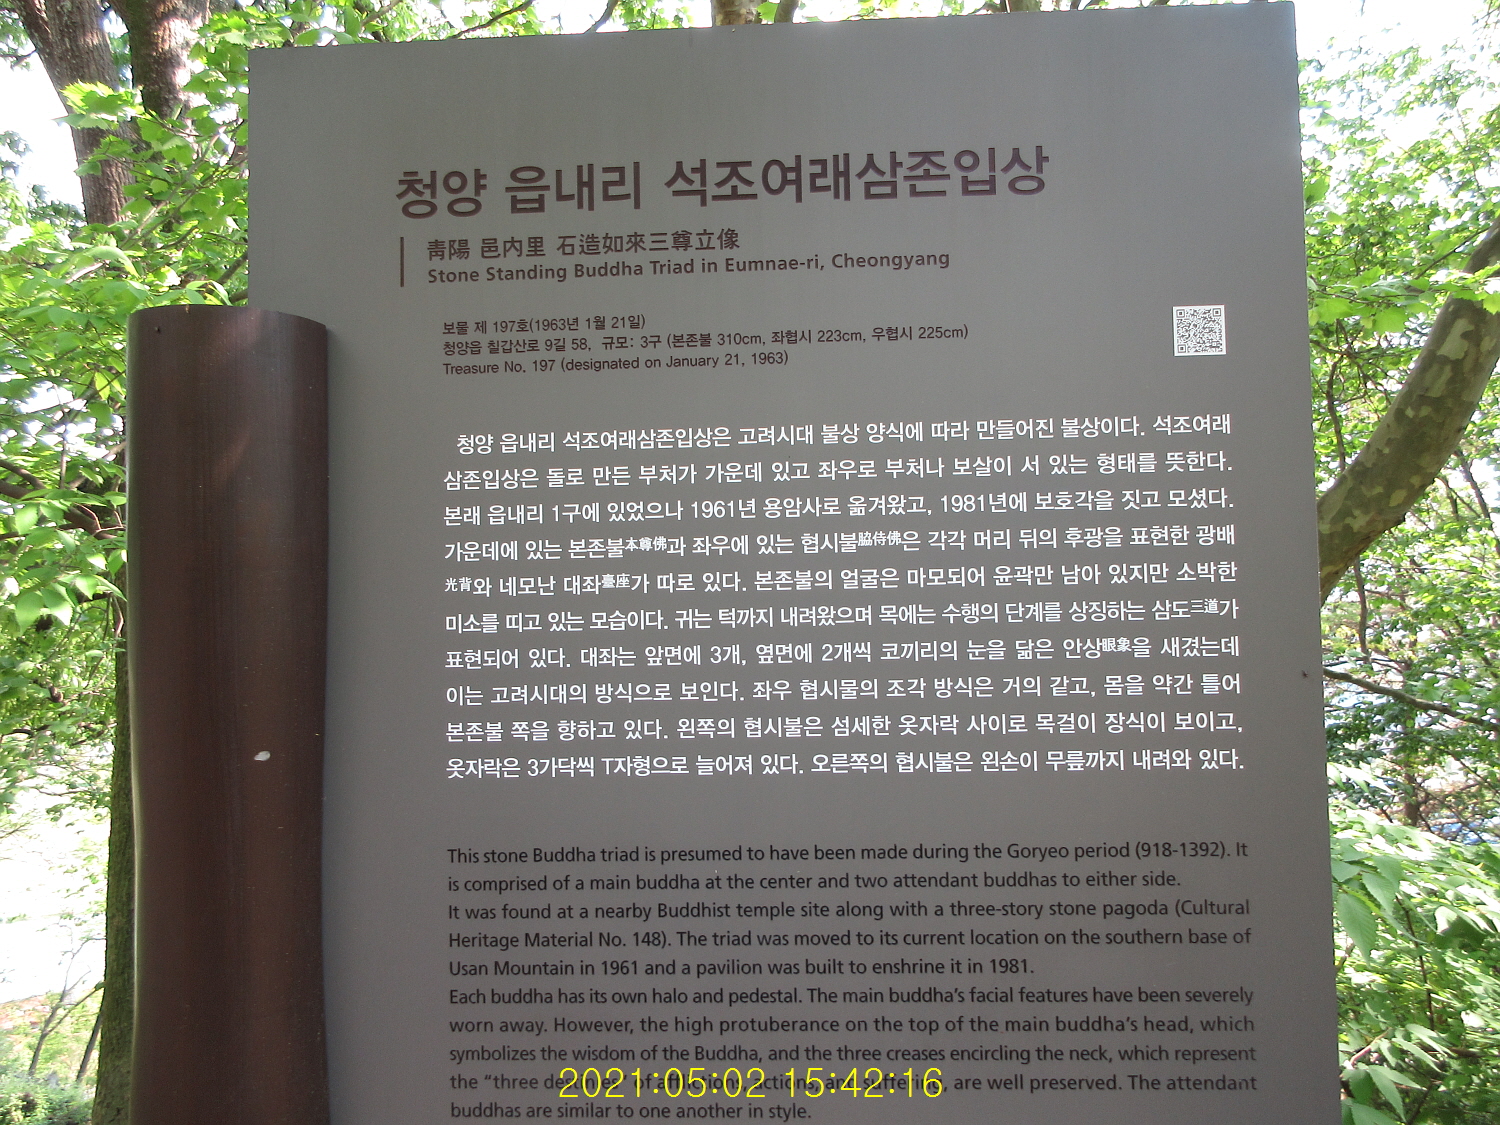 청양 읍내리 석조여래삼존입상
靑陽 邑內里 石造如來三尊立像
Stone Standing Buddha Triad in Eumnae-ri, Cheongyang
보물 제 197호(1963년 1월 21일)
청양읍 칠갑산로 9길 58, 규모: 3구 (본존불 310cm, 좌협시 223cm, 우협시 225cm)
Treasure No. 197 (designated on January 21, 1963)
청양 읍내리 석조여래삼존입상은 고려시대 불상 양식에 따라 만들어진 불상이다. 석조여래
삼존입상은 돌로 만든 부처가 가운데 있고 좌우로 부처나 보살이 서 있는 형태를 뜻한다.
본래 읍내리 1구에 있었으나 1961년 용암사로 옮겨왔고, 1981년에 보호각을 짓고 모셨다.
가운데에 있는 본존불本尊佛과 좌우에 있는 협시불脇侍佛은 각각 머리 뒤의 후광을 표현한 광배
光背와 네모난 대좌臺座가 따로 있다. 본존불의 얼굴은 마모되어 윤곽만 남아 있지만 소박한
미소를 띠고 있는 모습이다. 귀는 턱까지 내려왔으며 목에는 수행의 단계를 상징하는 삼도三道가
표현되어 있다. 대좌는 앞면에 3개, 옆면에 2개씩 코끼리의 눈을 닮은 안상眼象을 새겼는데
이는 고려시대의 방식으로 보인다. 좌우 협시물의 조각 방식은 거의 같고, 몸을 약간 틀어
본존불 쪽을 향하고 있다. 왼쪽의 협시불은 섬세한 옷자락 사이로 목걸이 장식이 보이고,
옷자락은 3가닥씩 T자형으로 늘어져 있다. 오른쪽의 협시불은 왼손이 무릎까지 내려와 있다.
This stone Buddha triad is presumed to have been made during the Goryeo period (918-1392). It
is comprised of a main buddha at the center and two attendant buddhas to either side.
It was found at a nearby Buddhist temple site along with a three-story stone pagoda (Cultural
Heritage Material No. 148). The triad was moved to its current location on the southern base of
Usan Mountain in 1961 and a pavilion was built to enshrine it in 1981.
Each buddha has its own halo and pedestal. The main buddha's facial features have been severely
worn away. However, the high protuberance on the top of the main buddha's head, which
symbolizes the wisdom of the Buddha, and the three creases encircling the neck, which represent
the "three destinies" of afflictions, actions, and suffering, are well preserved. The attendant
buddhas are similar to one another in style.
2021:05:02 15:42:16